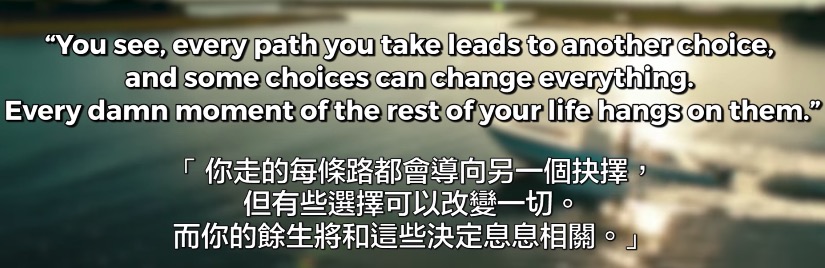 “You see, every path you take leads to another choice,
and some choices can change everything.
Every damn moment of the rest of your life hangs on them.”
「 你走的每條路都會導向另一個抉擇，
但有些選擇可以改變一切。
而你的餘生將和這些決定息息相關。」